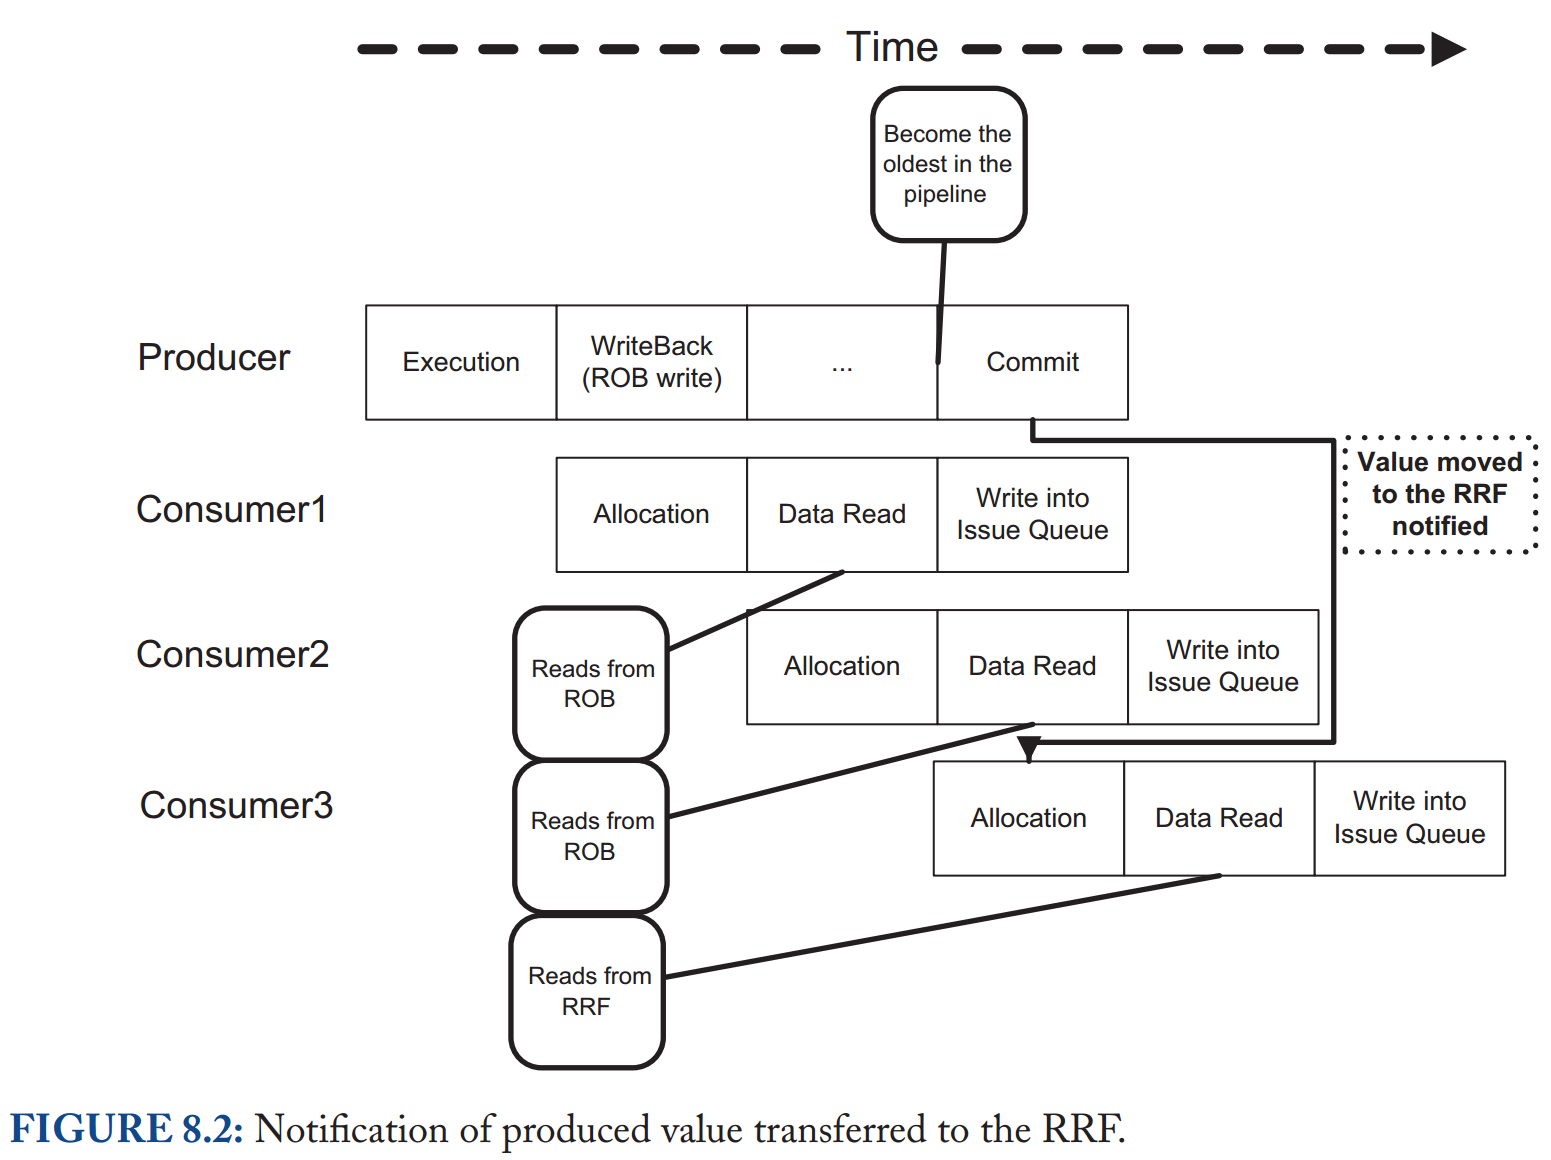 Time
Become the
oldest in the
pipeline
Producer
Execution
WriteBack
(ROB write)
...
Commit
Value moved
to the RRF
notified
Consumer1
Allocation
Data Read
Write into
Issue Queue
Consumer2
Reads from
ROB
Allocation
Data Read
Write into
Issue Queue
Consumer3
Reads from
ROB
Allocation
Data Read
Write into
Issue Queue
Reads from
RRF
FIGURE 8.2: Notification of produced value transferred to the RRF.